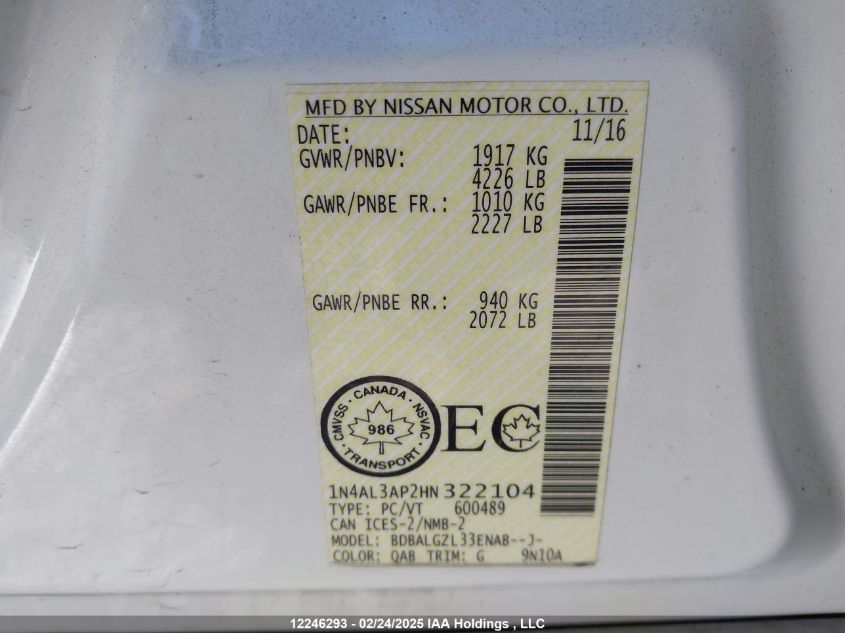 MFD BY NISSAN MOTOR CO., LTD.
DATE: 11/16
GVWR/PNBV: 1917 KG
4226 LB
GAWR/PNBE FR.: 1010 KG
2227 LB
GAWR/PNBE RR.: 940 KG
2072 LB
CANADA · NSVAC · TRANSPORT · CMVSS ·
986
EC
1N4AL3AP2HN322104
TYPE: PC/VT 600489
CAN ICES-2/NMB-2
MODEL: BDBALGZL33ENAB--J-
COLOR: QAB TRIM: G 9N10A
12246293 - 02/24/2025 IAA Holdings , LLC